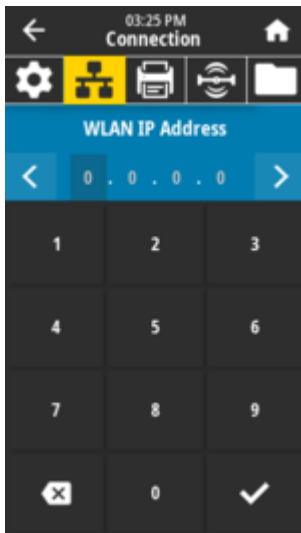 03:25 PM
Connection
WLAN IP Address
0 . 0 . 0 . 0
1 2 3
4 5 6
7 8 9
0